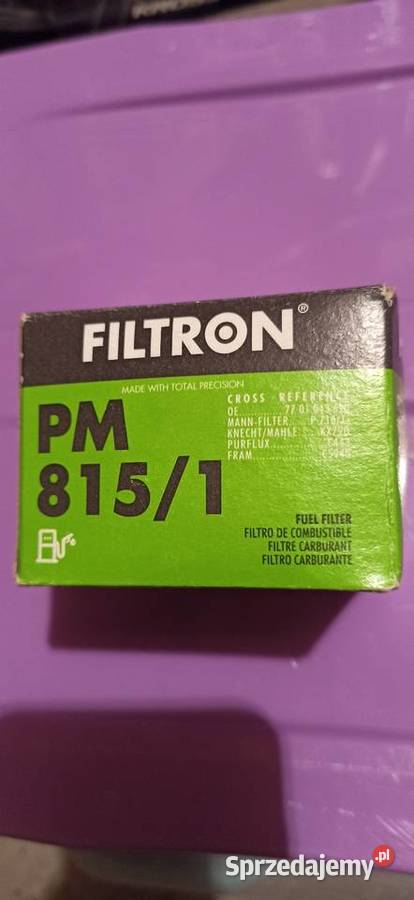 FILTRON®
MADE WITH TOTAL PRECISION
PM
815/1
CROSS REFERENCE
OE
MANN-FILTER
KNECHT/MAHLE
PURFLUX
FRAM
FUEL FILTER
FILTRO DE COMBUSTIBLE
FILTRE CARBURANT
FILTRO CARBURANTE
Sprzedajemy.pl